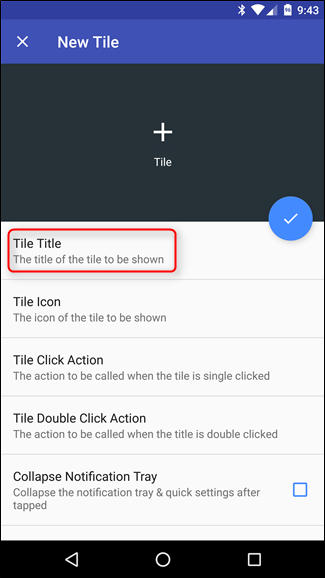 9:43
New Tile
Tile
Tile Title
The title of the tile to be shown
Tile Icon
The icon of the tile to be shown
Tile Click Action
The action to be called when the tile is single clicked
Tile Double Click Action
The action to be called when the title is double clicked
Collapse Notification Tray
Collapse the notification tray & quick settings after
tapped